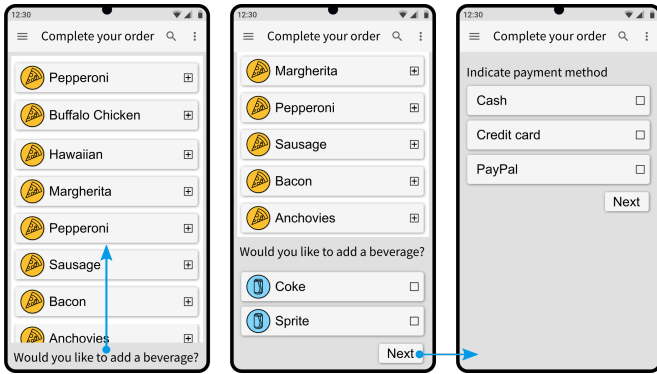 12:30
Complete your order
Pepperoni
Buffalo Chicken
Hawaiian
Margherita
Pepperoni
Sausage
Bacon
Anchovies
Would you like to add a beverage?
12:30
Complete your order
Margherita
Pepperoni
Sausage
Bacon
Anchovies
Would you like to add a beverage?
Coke
Sprite
Next
12:30
Complete your order
Indicate payment method
Cash
Credit card
PayPal
Next